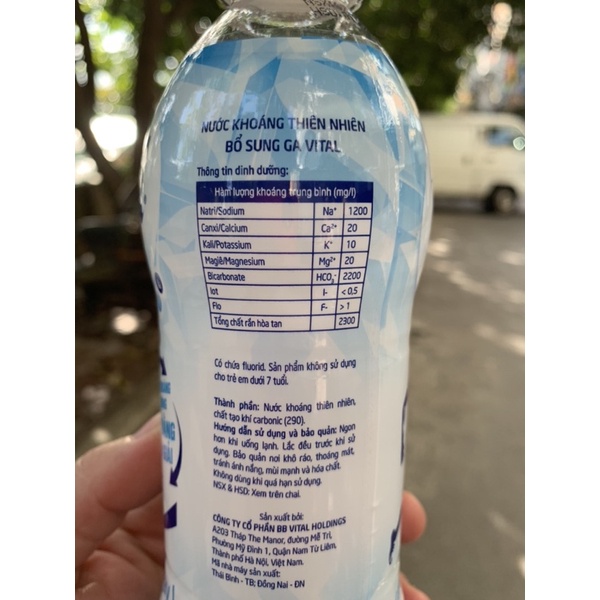 NƯỚC KHOÁNG THIÊN NHIÊN
BỔ SUNG GA VITAL
Thông tin dinh dưỡng:
Hàm lượng khoáng trung bình (mg/l)
Natri/Sodium Na⁺ 1200
Canxi/Calcium Ca²⁺ 20
Kali/Potassium K⁺ 10
Magiê/Magnesium Mg²⁺ 20
Bicarbonate HCO₃⁻ 2200
Iot I- <0,5
Flo F- >1
Tổng chất rắn hòa tan 2300
Có chứa fluorid. Sản phẩm không sử dụng
cho trẻ em dưới 7 tuổi.
Thành phần: Nước khoáng thiên nhiên,
chất tạo khí carbonic (290).
Hướng dẫn sử dụng và bảo quản: Ngon
hơn khi uống lạnh. Lắc đều trước khi sử
dụng. Bảo quản nơi khô ráo, thoáng mát,
tránh ánh nắng, mùi mạnh và hóa chất.
Không dùng khi quá hạn sử dụng.
NSX & HSD: Xem trên chai.
Sản xuất bởi:
CÔNG TY CỔ PHẦN BB VITAL HOLDINGS
A203 Tháp The Manor, đường Mễ Trì,
Phường Mỹ Đình 1, Quận Nam Từ Liêm,
Thành phố Hà Nội, Việt Nam.
Mã nhà máy sản xuất:
Thái Bình - TB; Đồng Nai - ĐN